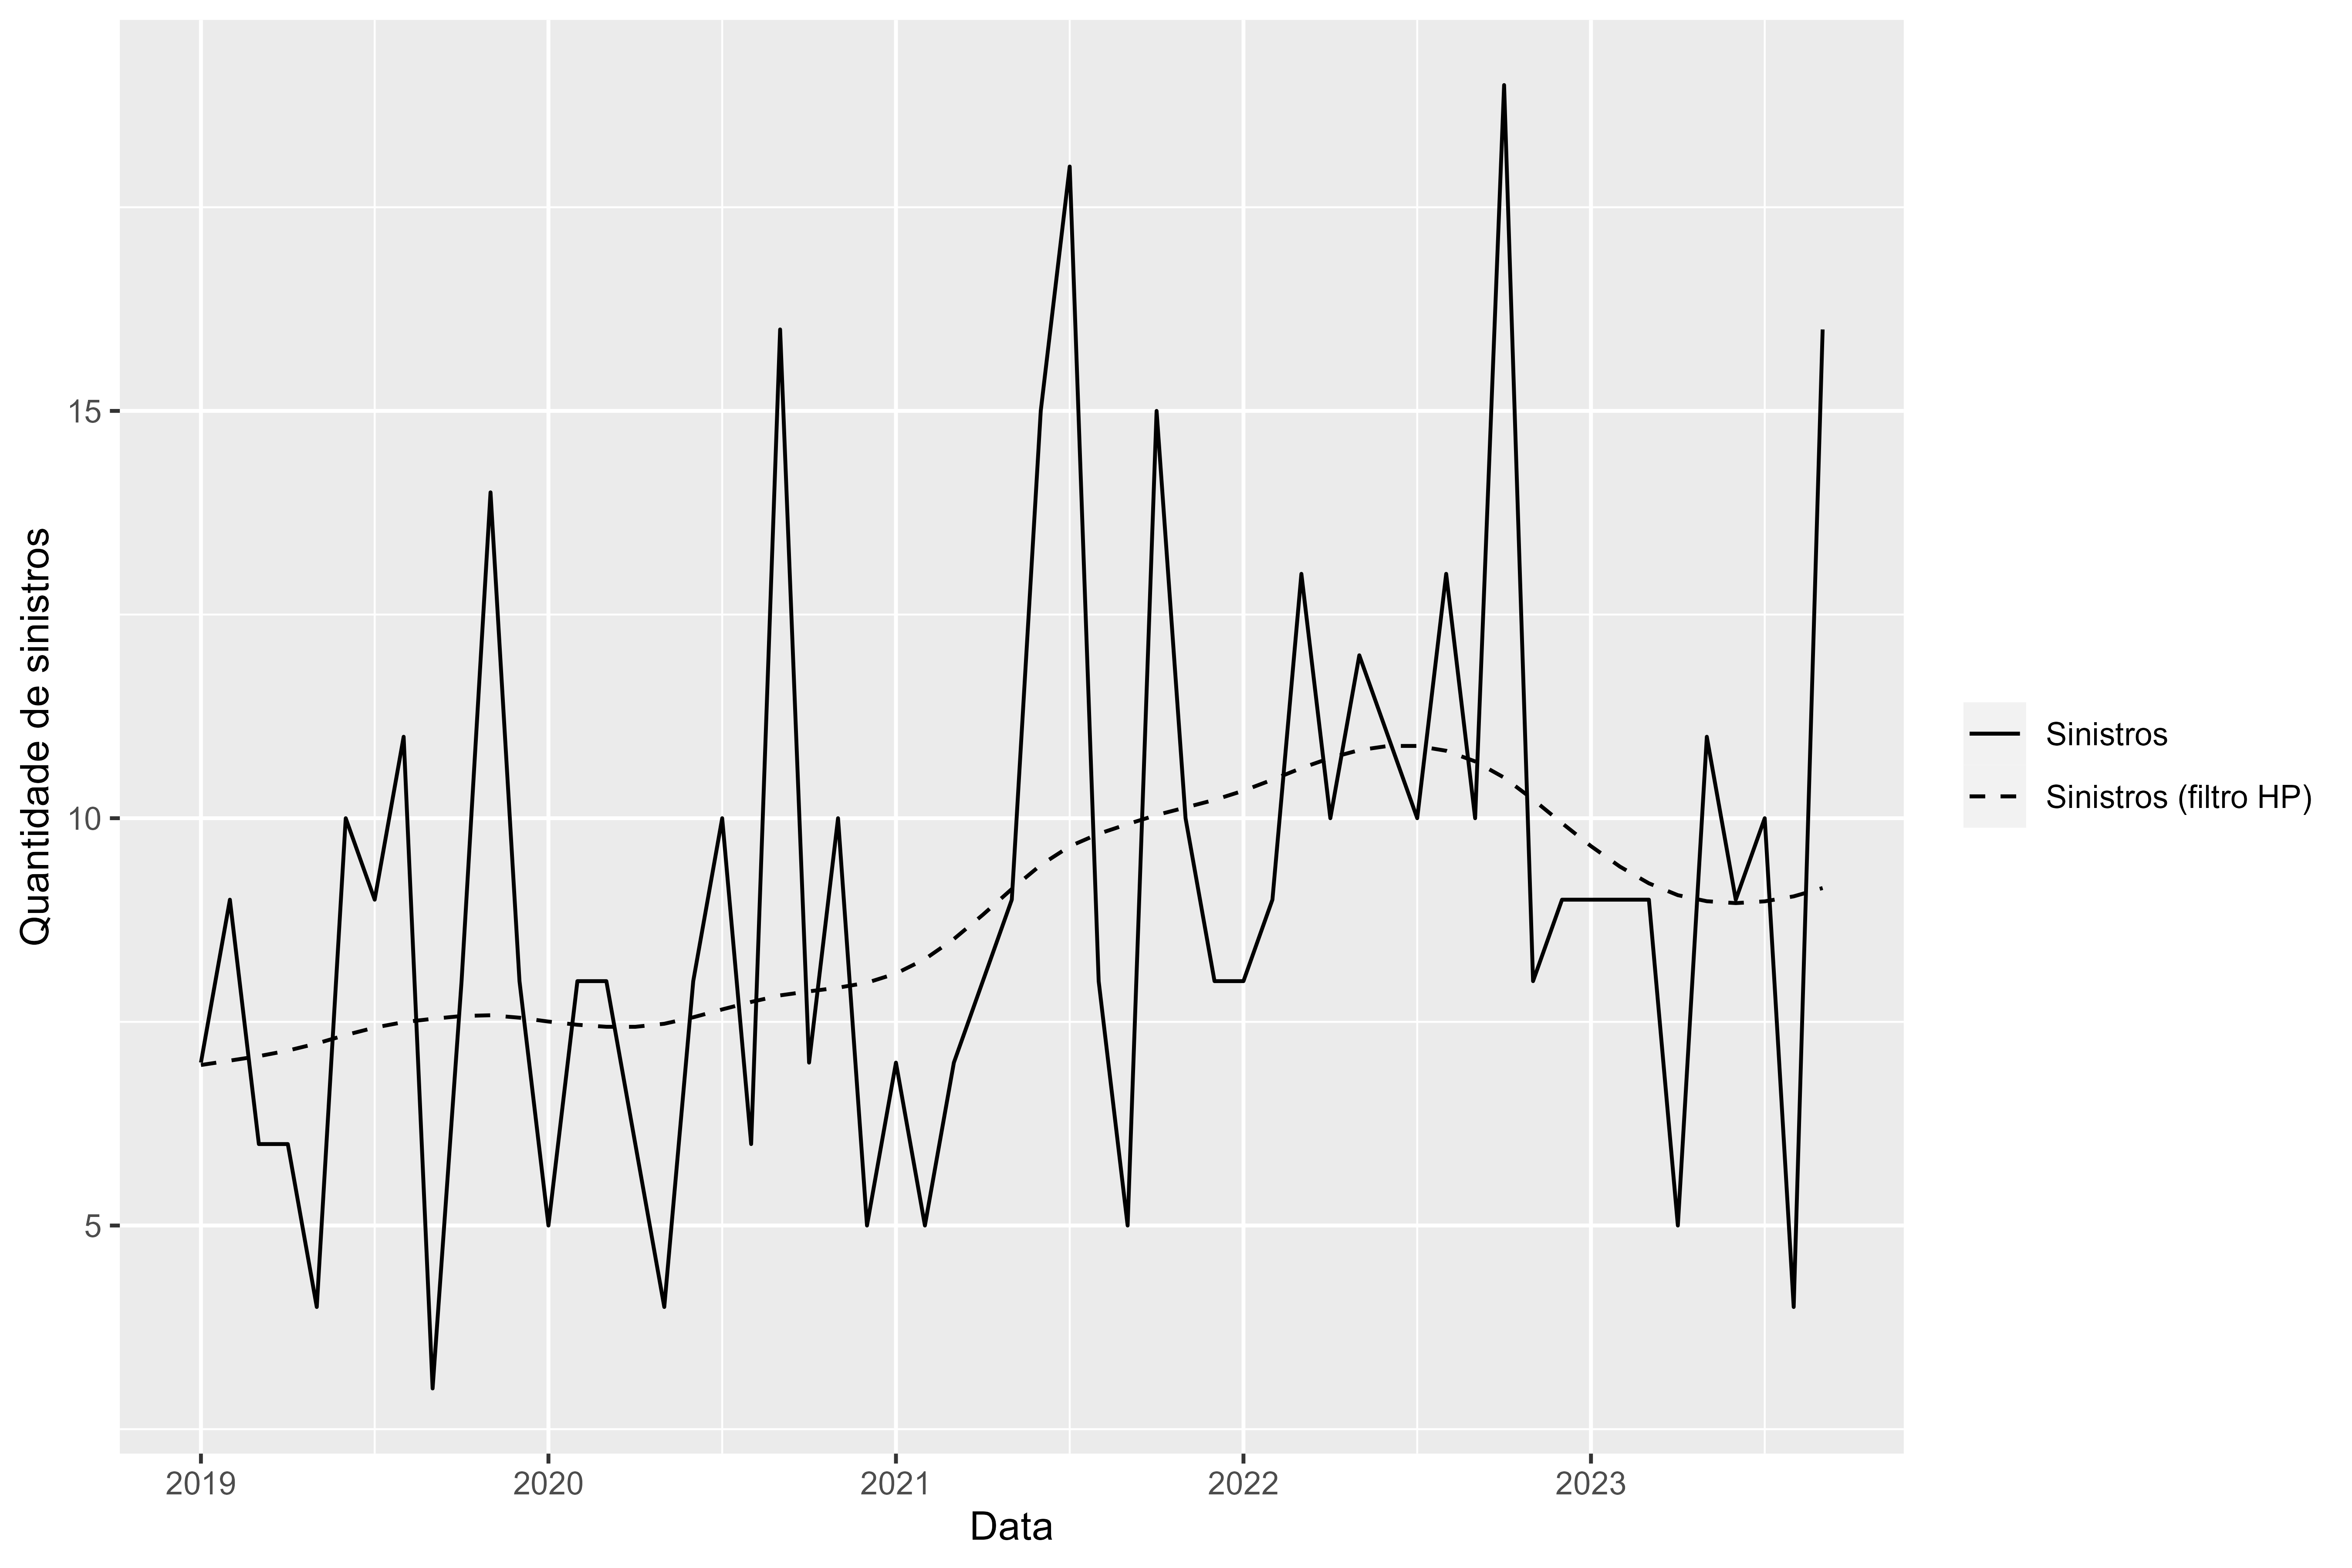 Quantidade de sinistros
15
10
5
2019
2020
2021
2022
2023
Data
Sinistros
Sinistros (filtro HP)